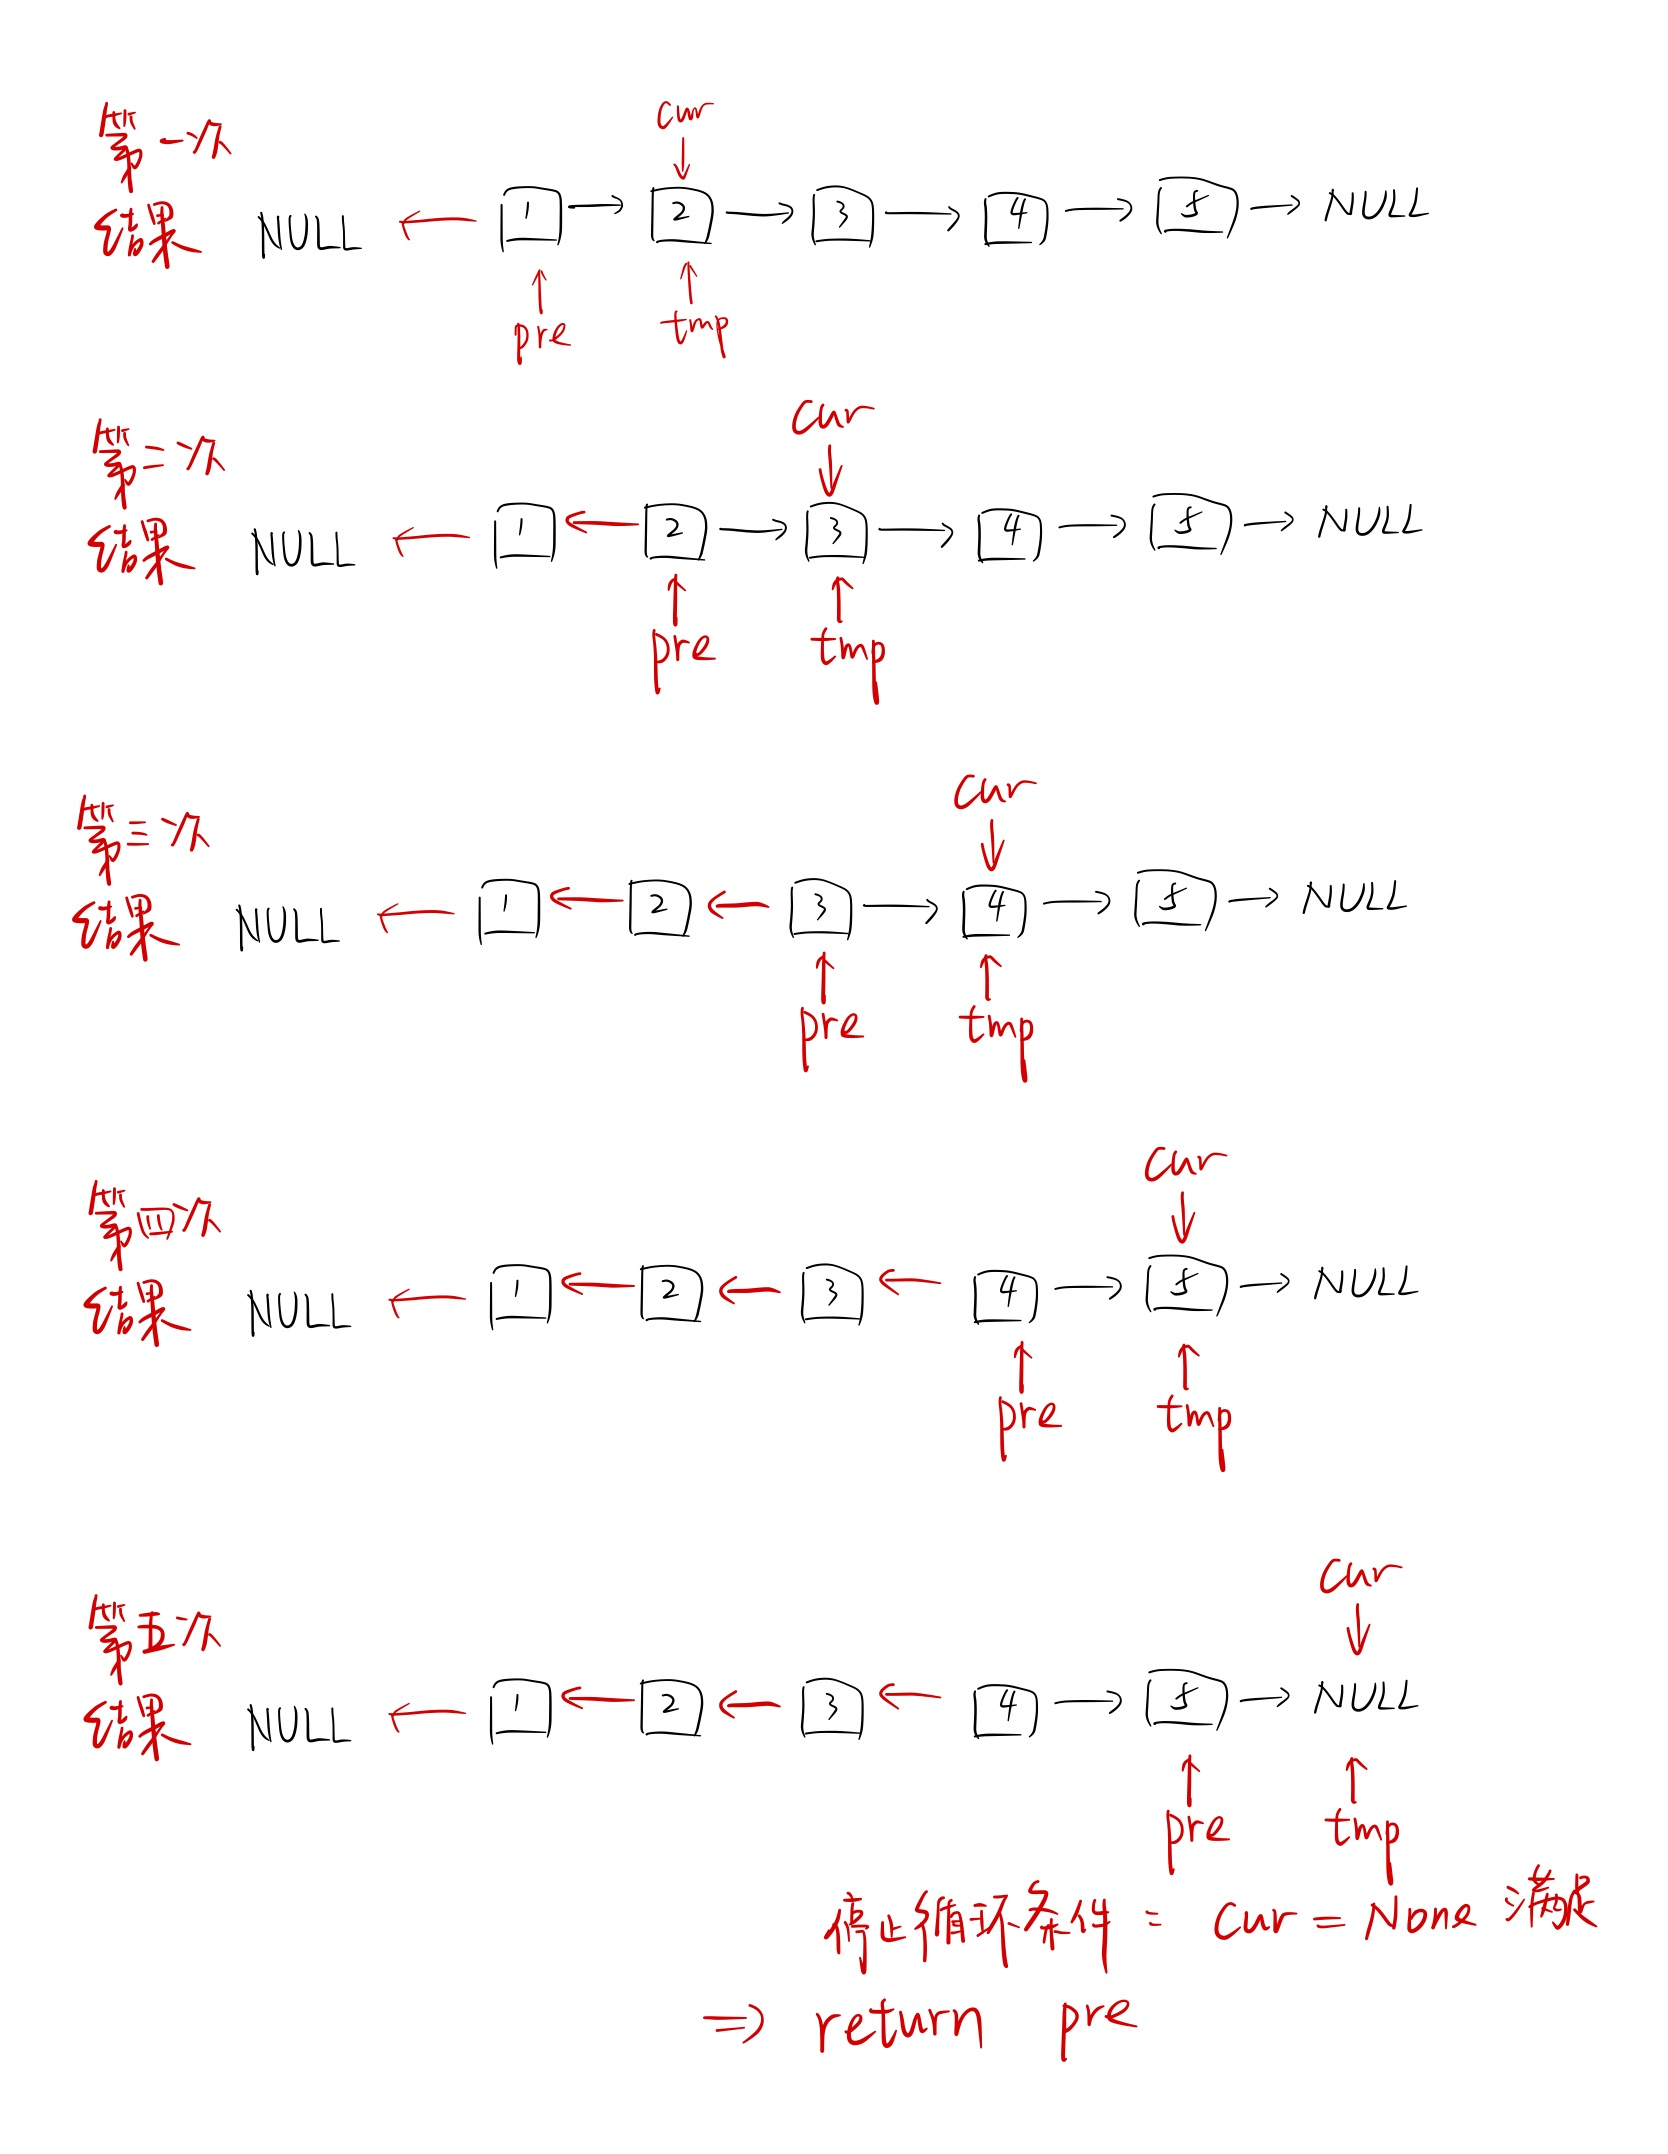 第一次
结果
cur
NULL ← 1 → 2 → 3 → 4 → 5 → NULL
pre tmp
第二次
结果
cur
NULL ← 1 ← 2 → 3 → 4 → 5 → NULL
pre tmp
第三次
结果
cur
NULL ← 1 ← 2 ← 3 → 4 → 5 → NULL
pre tmp
第四次
结果
cur
NULL ← 1 ← 2 ← 3 ← 4 → 5 → NULL
pre tmp
第五次
结果
cur
NULL ← 1 ← 2 ← 3 ← 4 → 5 → NULL
pre tmp
停止循环条件: cur = None 满足
⇒ return pre